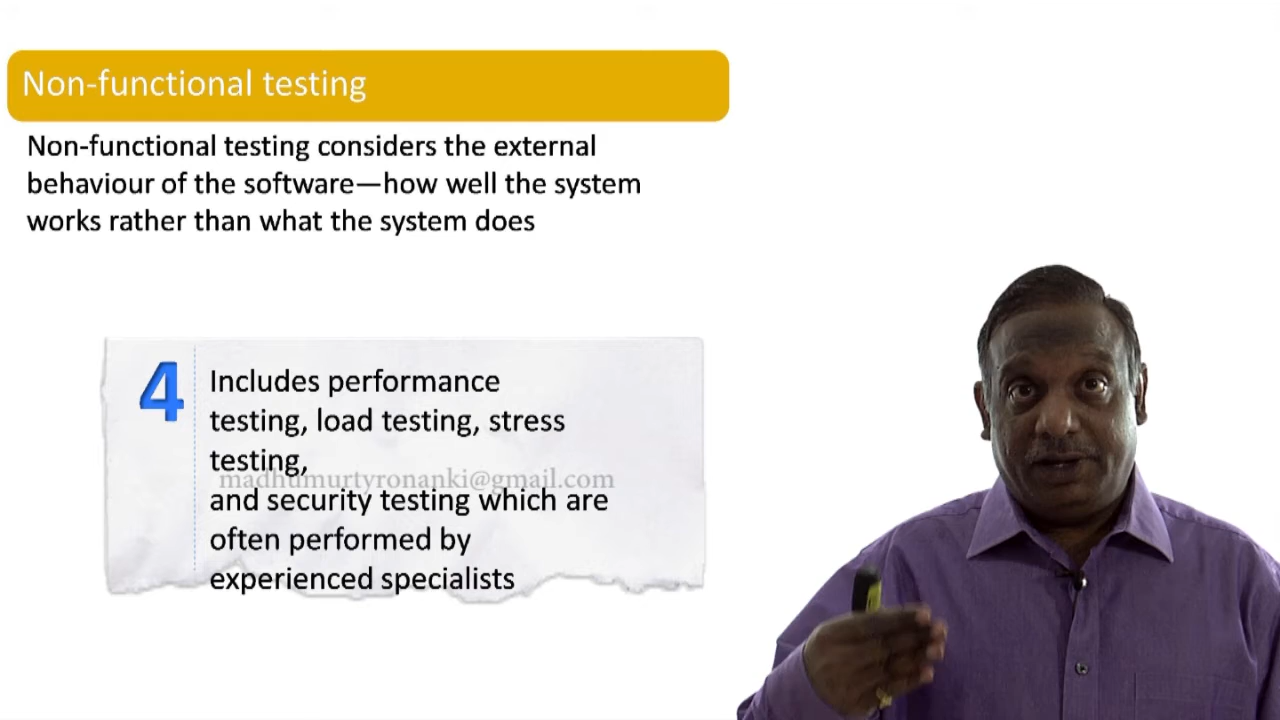 Non-functional testing
Non-functional testing considers the external
behaviour of the software—how well the system
works rather than what the system does
4
Includes performance
testing, load testing, stress
testing,
madhumurtyronanki@gmail.com
and security testing which are
often performed by
experienced specialists